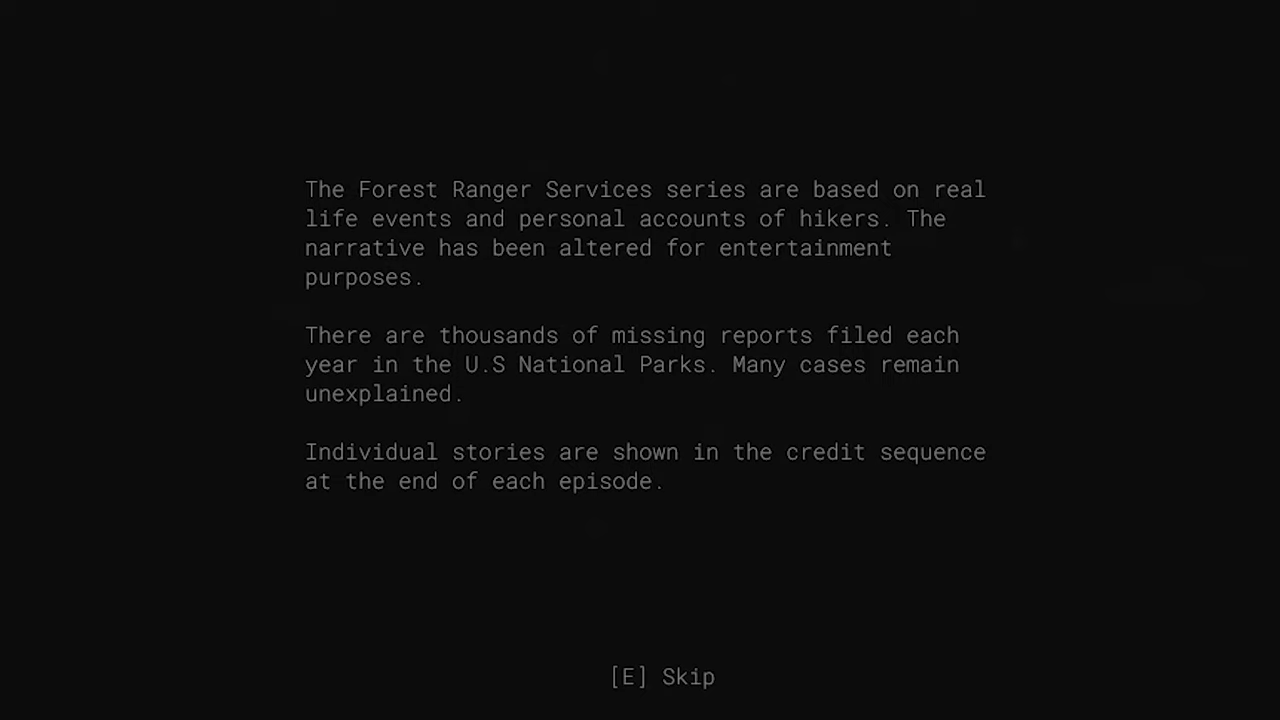 The Forest Ranger Services series are based on real
life events and personal accounts of hikers. The
narrative has been altered for entertainment
purposes.
There are thousands of missing reports filed each
year in the U.S National Parks. Many cases remain
unexplained.
Individual stories are shown in the credit sequence
at the end of each episode.
[E] Skip